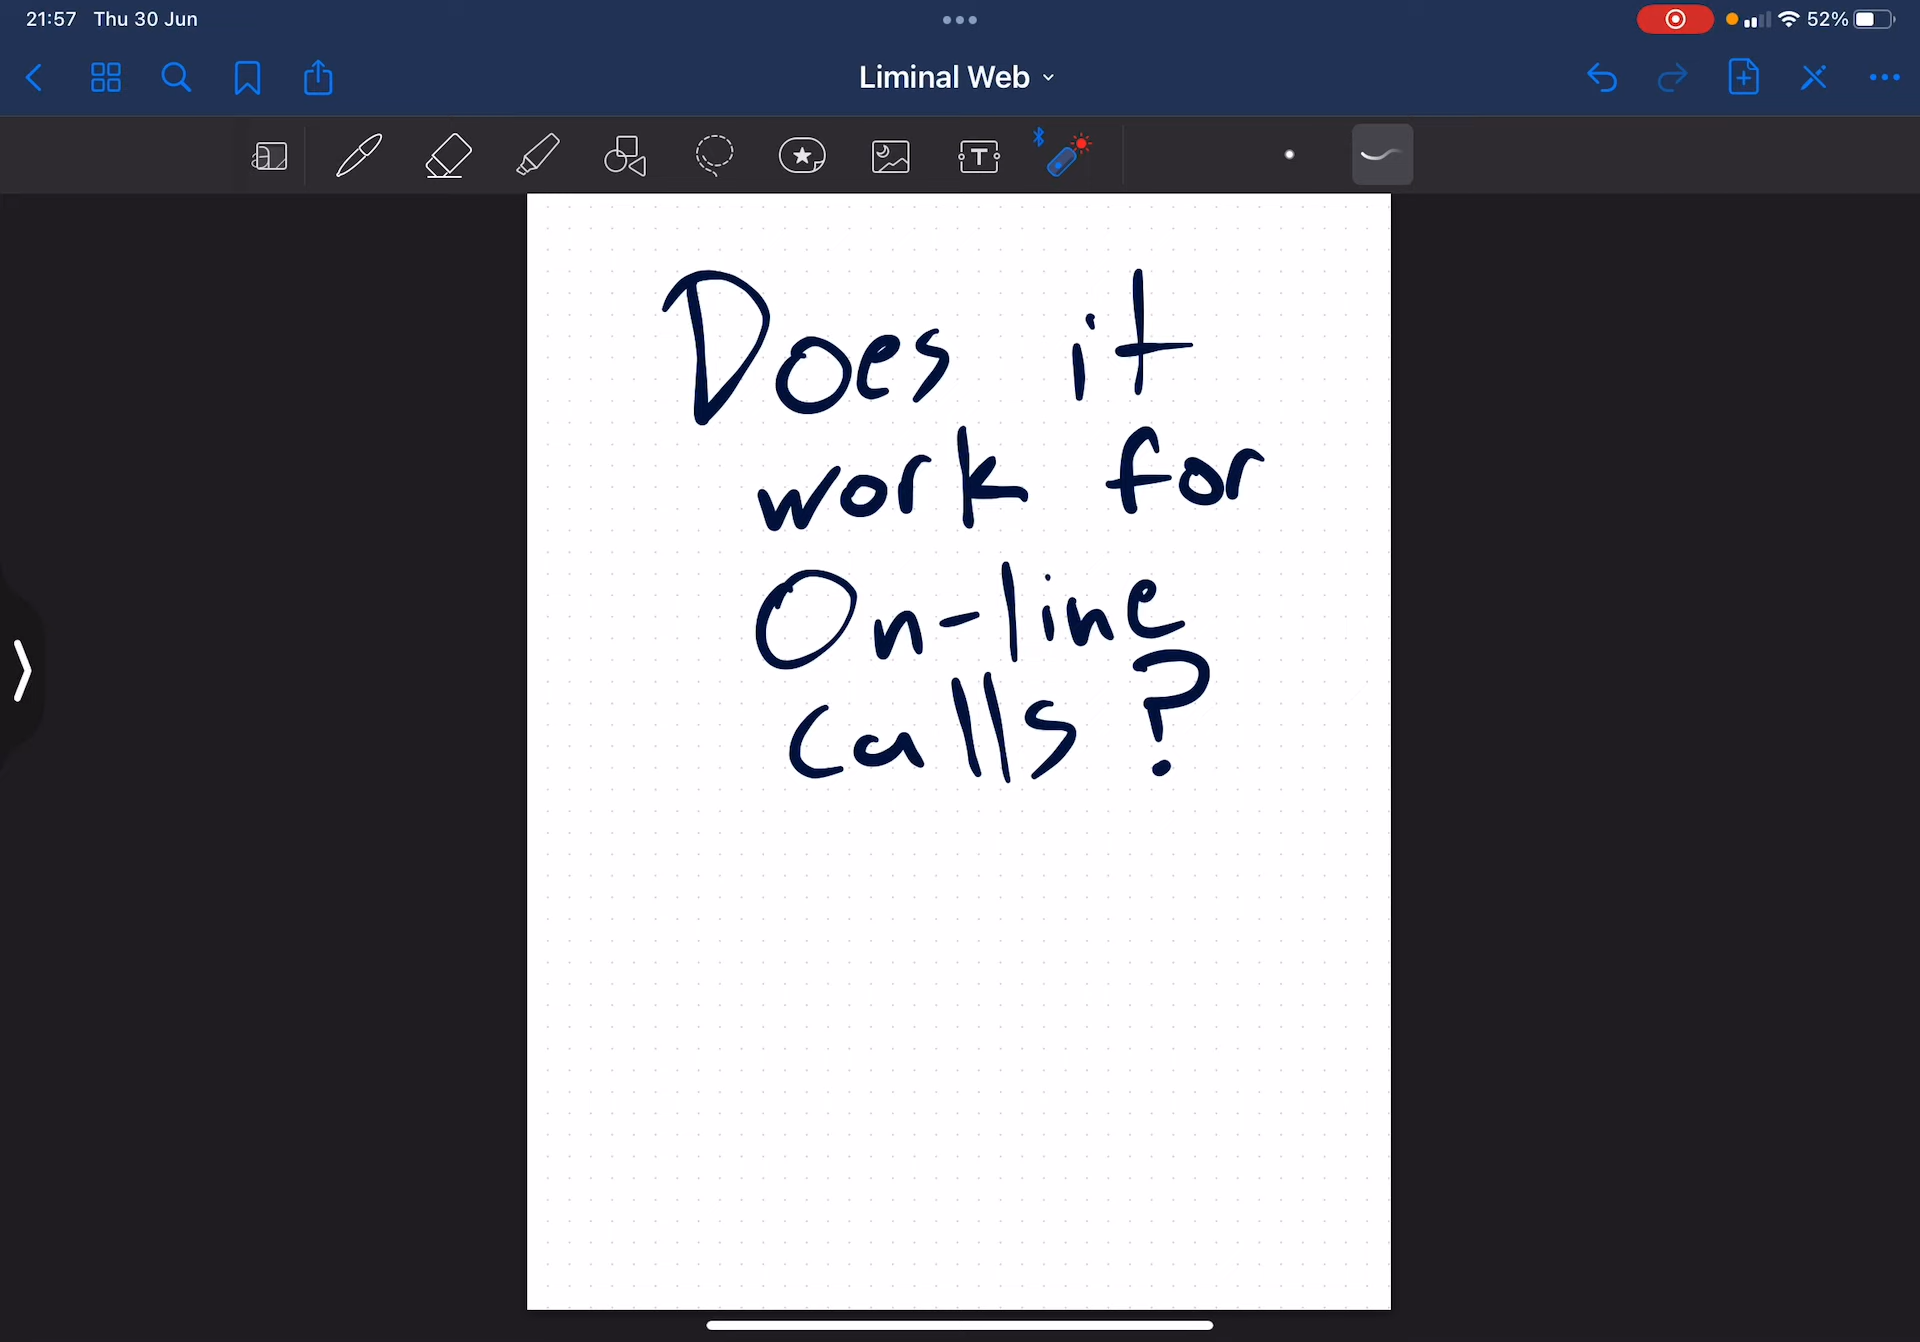 21:57 Thu 30 Jun 52%
Liminal Web
T
Does it
work for
On-line
calls?